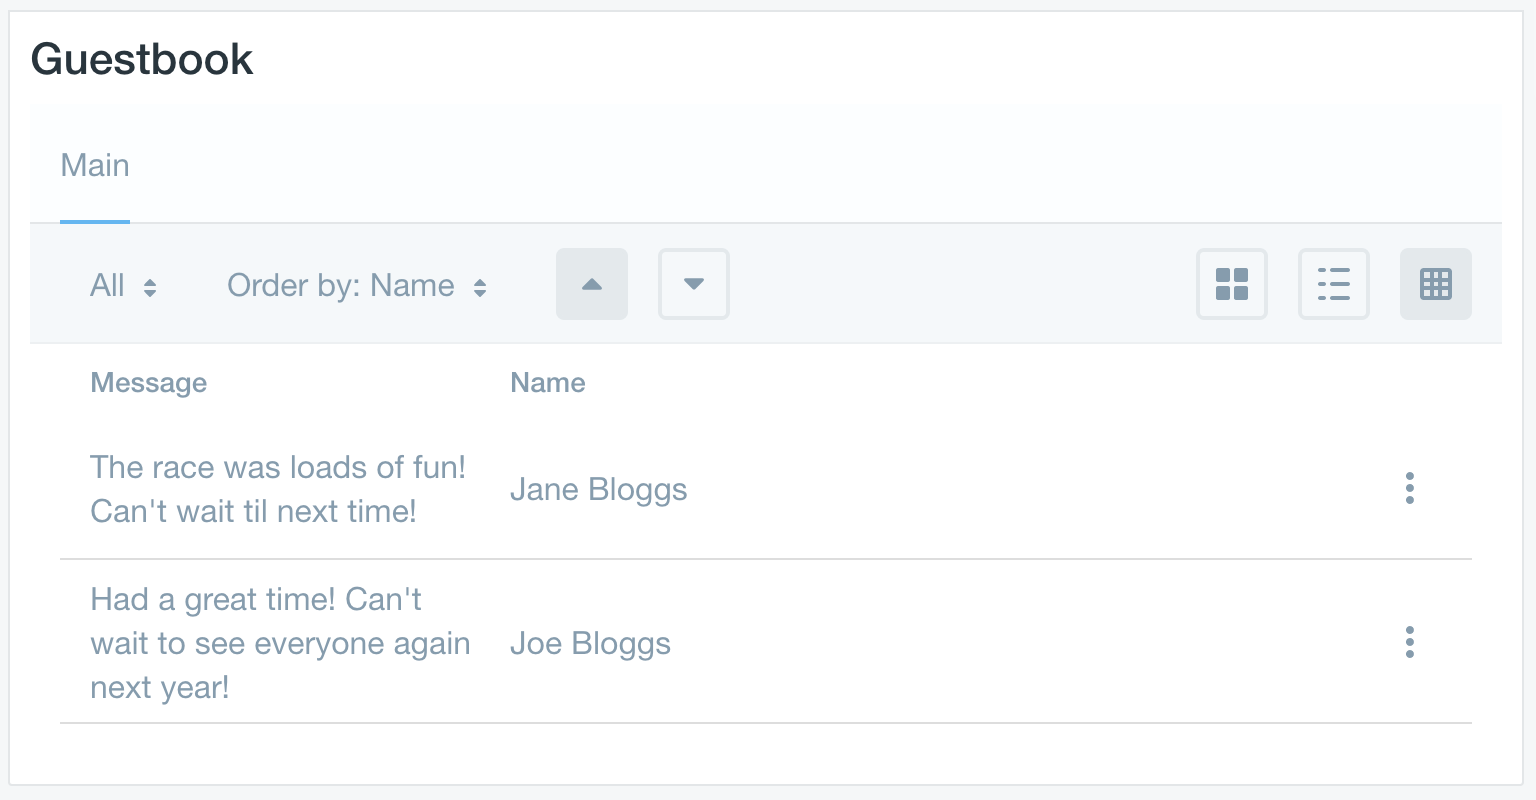 Guestbook
Main
All
Order by: Name
Message
Name
The race was loads of fun!
Can't wait til next time!
Jane Bloggs
Had a great time! Can't
wait to see everyone again
next year!
Joe Bloggs